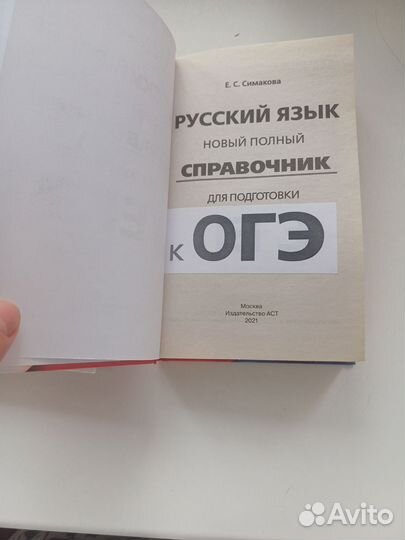 Е. С. Симакова
РУССКИЙ ЯЗЫК
НОВЫЙ ПОЛНЫЙ
СПРАВОЧНИК
ДЛЯ ПОДГОТОВКИ
К ОГЭ
Москва
Издательство АСТ
2021
Avito